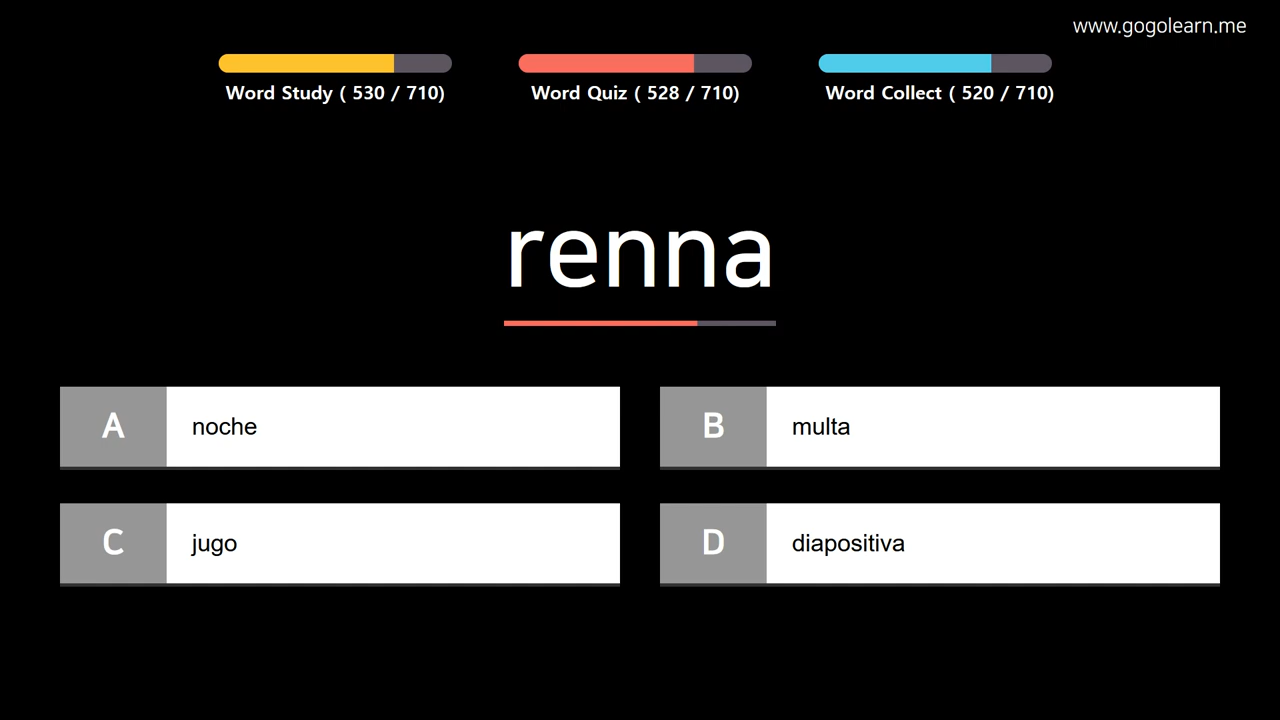 www.gogolearn.me
Word Study ( 530 / 710)
Word Quiz ( 528 / 710)
Word Collect ( 520 / 710)
renna
A noche
B multa
C jugo
D diapositiva